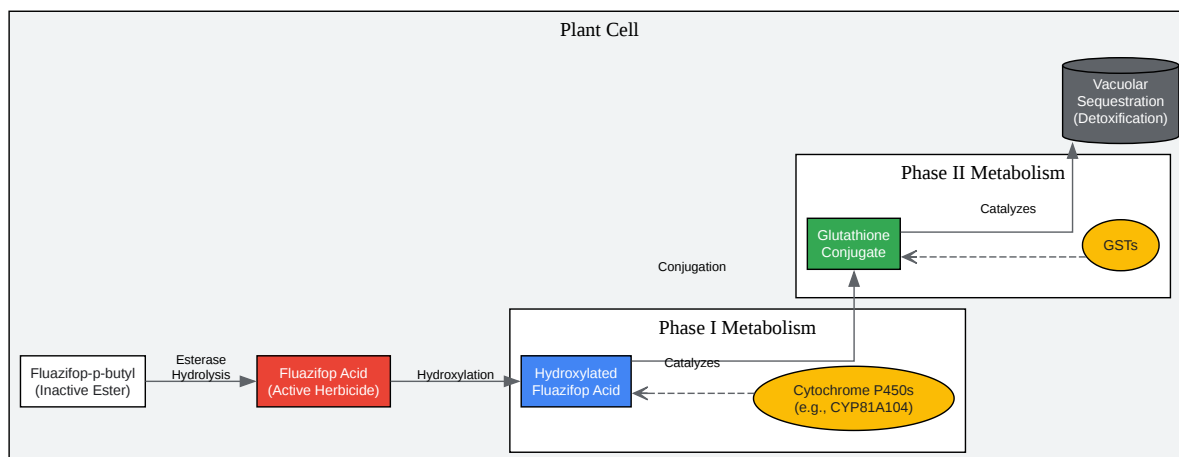 Plant Cell
Vacuolar
Sequestration
(Detoxification)
Phase II Metabolism
Catalyzes
Glutathione
Conjugate
GSTs
Conjugation
Phase I Metabolism
Esterase
Hydrolysis
Catalyzes
Fluazifop-p-butyl
(Inactive Ester)
Fluazifop Acid
(Active Herbicide)
Hydroxylation
Hydroxylated
Fluazifop Acid
Cytochrome P450s
(e.g., CYP81A104)